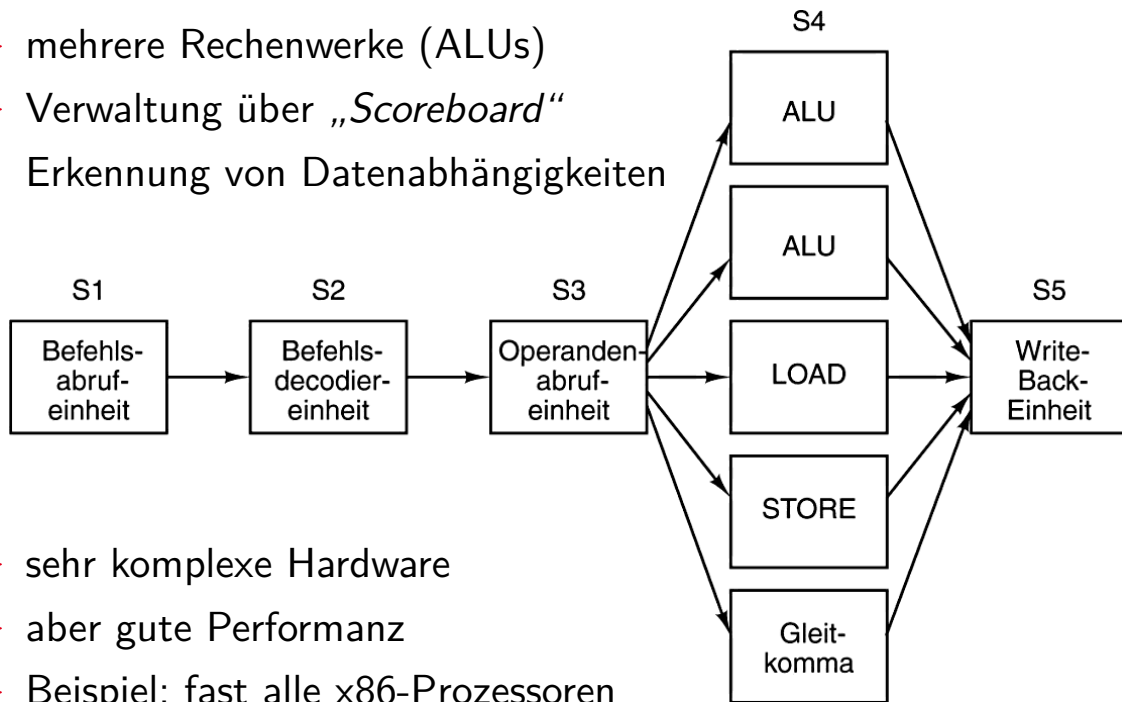 mehrere Rechenwerke (ALUs)
Verwaltung über „Scoreboard“
Erkennung von Datenabhängigkeiten
S1
Befehls-
abruf-
einheit
S2
Befehls-
decodier-
einheit
S3
Operanden-
abruf-
einheit
S4
ALU
ALU
LOAD
STORE
Gleit-
komma
S5
Write-
Back-
Einheit
sehr komplexe Hardware
aber gute Performanz
Beispiel: fast alle x86-Prozessoren